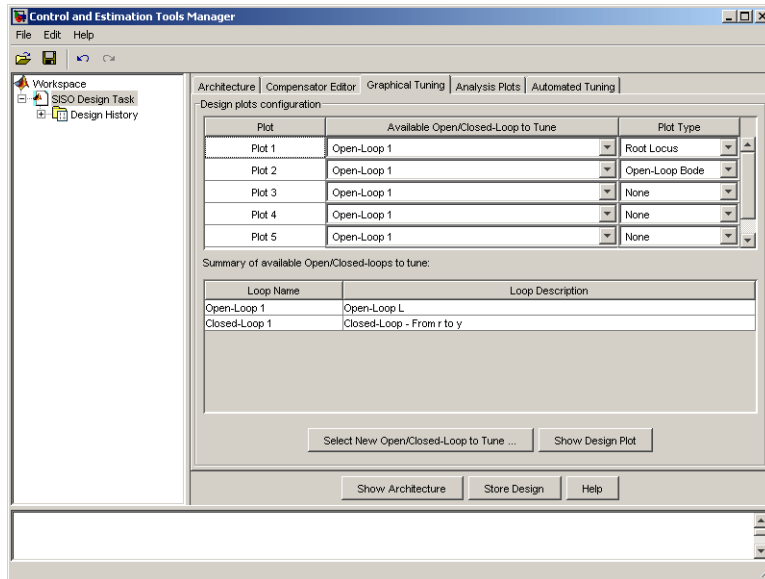 Control and Estimation Tools Manager
File Edit Help
Workspace
SISO Design Task
Design History
Architecture Compensator Editor Graphical Tuning Analysis Plots Automated Tuning
Design plots configuration
Plot Available Open/Closed-Loop to Tune Plot Type
Plot 1 Open-Loop 1 Root Locus
Plot 2 Open-Loop 1 Open-Loop Bode
Plot 3 Open-Loop 1 None
Plot 4 Open-Loop 1 None
Plot 5 Open-Loop 1 None
Summary of available Open/Closed-loops to tune:
Loop Name Loop Description
Open-Loop 1 Open-Loop L
Closed-Loop 1 Closed-Loop - From r to y
Select New Open/Closed-Loop to Tune ... Show Design Plot
Show Architecture Store Design Help